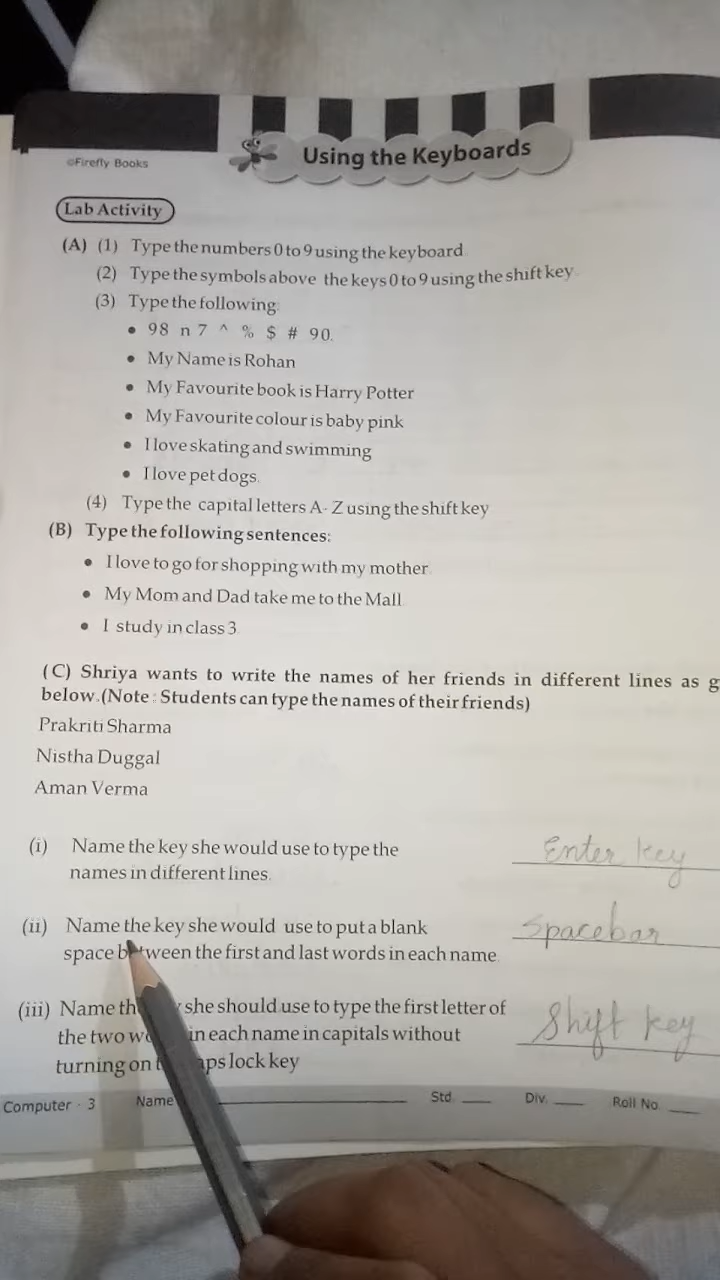 ©Firefly Books
Using the Keyboards
Lab Activity
(A) (1) Type the numbers 0 to 9 using the keyboard
(2) Type the symbols above the keys 0 to 9 using the shift key
(3) Type the following
• 98 n 7 ^ % $ # 90.
• My Name is Rohan
• My Favourite book is Harry Potter
• My Favourite colour is baby pink
• I love skating and swimming
• I love pet dogs.
(4) Type the capital letters A-Z using the shift key
(B) Type the following sentences:
• I love to go for shopping with my mother
• My Mom and Dad take me to the Mall
• I study in class 3
(C) Shriya wants to write the names of her friends in different lines as g
below.(Note : Students can type the names of their friends)
Prakriti Sharma
Nistha Duggal
Aman Verma
(i) Name the key she would use to type the Enter key
names in different lines.
(ii) Name the key she would use to put a blank Spacebar
space between the first and last words in each name
(iii) Name she should use to type the first letter of Shift key
the two in each name in capitals without
turning on lock key
Computer - 3 Name Std. Div. Roll No.